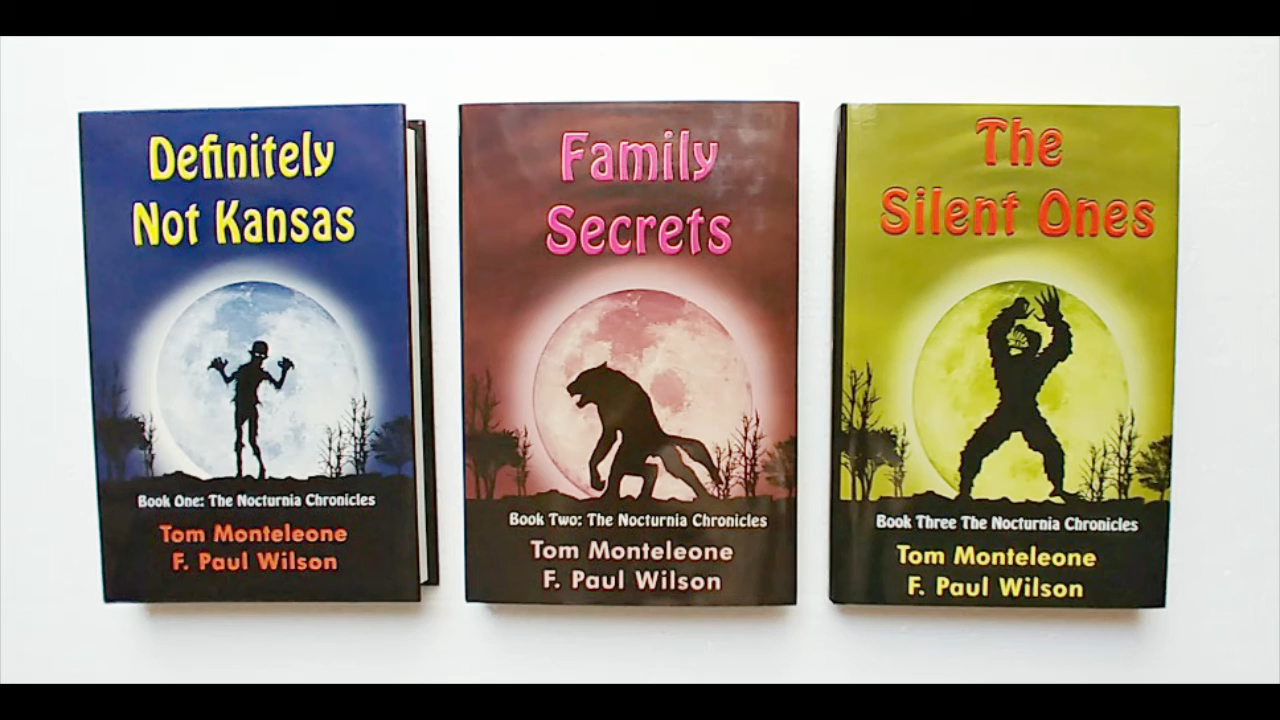 Definitely
Not Kansas
Book One: The Nocturnia Chronicles
Tom Monteleone
F. Paul Wilson
Family
Secrets
Book Two: The Nocturnia Chronicles
Tom Monteleone
F. Paul Wilson
The
Silent Ones
Book Three The Nocturnia Chronicles
Tom Monteleone
F. Paul Wilson